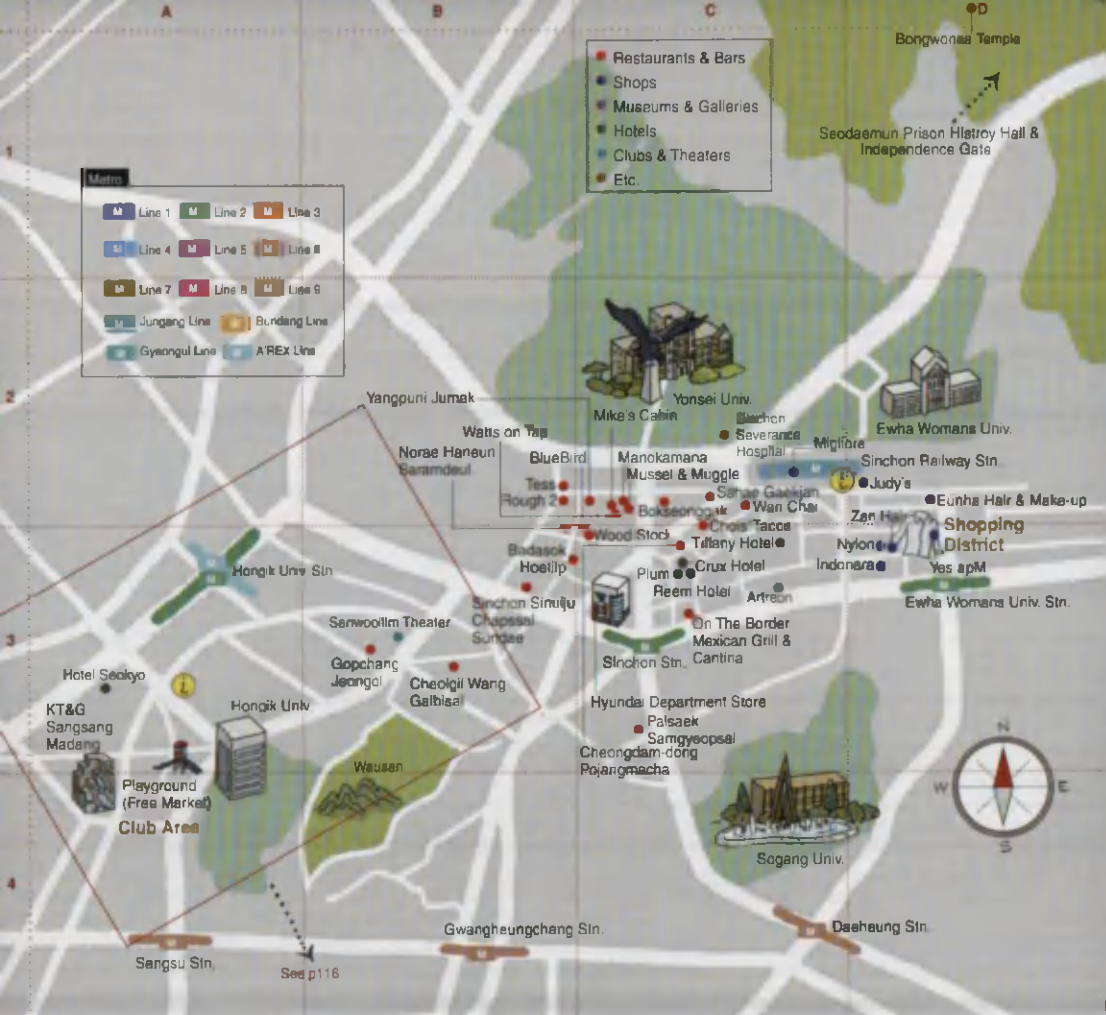 A
B
C
D
Restaurants & Bars
Shops
Museums & Galleries
Hotels
Clubs & Theaters
Etc.
Bongwonsa Temple
Seodaemun Prison Histroy Hall &
Independence Gate
1
Metro
M Line 1
M Line 2
M Line 3
M Line 4
M Line 5
M Line 6
M Line 7
M Line 8
M Line 9
M Jungang Line
M Bundang Line
M Gyeongui Line
M A'REX Line
2
Yangpuni Jumak
Yonsei Univ.
Mike's Cabin
Ewha Womans Univ.
Watts on Tap
Sinchon
Severance
Hospital
Migliore
Norae Haneun
Saramdeul
BlueBird
Manokamana
Mussel & Muggle
Sinchon Railway Stn.
M
Tess
Rough 2
Judy's
Wan Chai
Eunha Hair & Make-up
Zen Hair
Wood Stock
Chois' Tacos
Shopping
District
Tiffany Hotel
Nylon
Badasok
Hoejip
Crux Hotel
Plum
Reem Hotel
Indonara
Yes apM
M
Artreon
Ewha Womans Univ. Stn.
M
Hongik Univ Stn
Sinchon Sinuiju
Chapssal
Sundae
Sanwoollim Theater
On The Border
Mexican Grill &
Cantina
3
M
Sinchon Stn.
Gopchang
Jeongol
Cheolgil Wang
Galbisal
Hotel Seokyo
Hyundai Department Store
KT&G
Sangsang
Madang
Hongik Univ
Palsaek
Samgyeopsal
Cheongdam-dong
Pojangmacha
Wausan
N
W
E
S
Playground
(Free Market)
Club Area
Sogang Univ.
4
Gwangheungchang Stn.
M
Daeheung Stn.
M
M
Sangsu Stn.
See p116